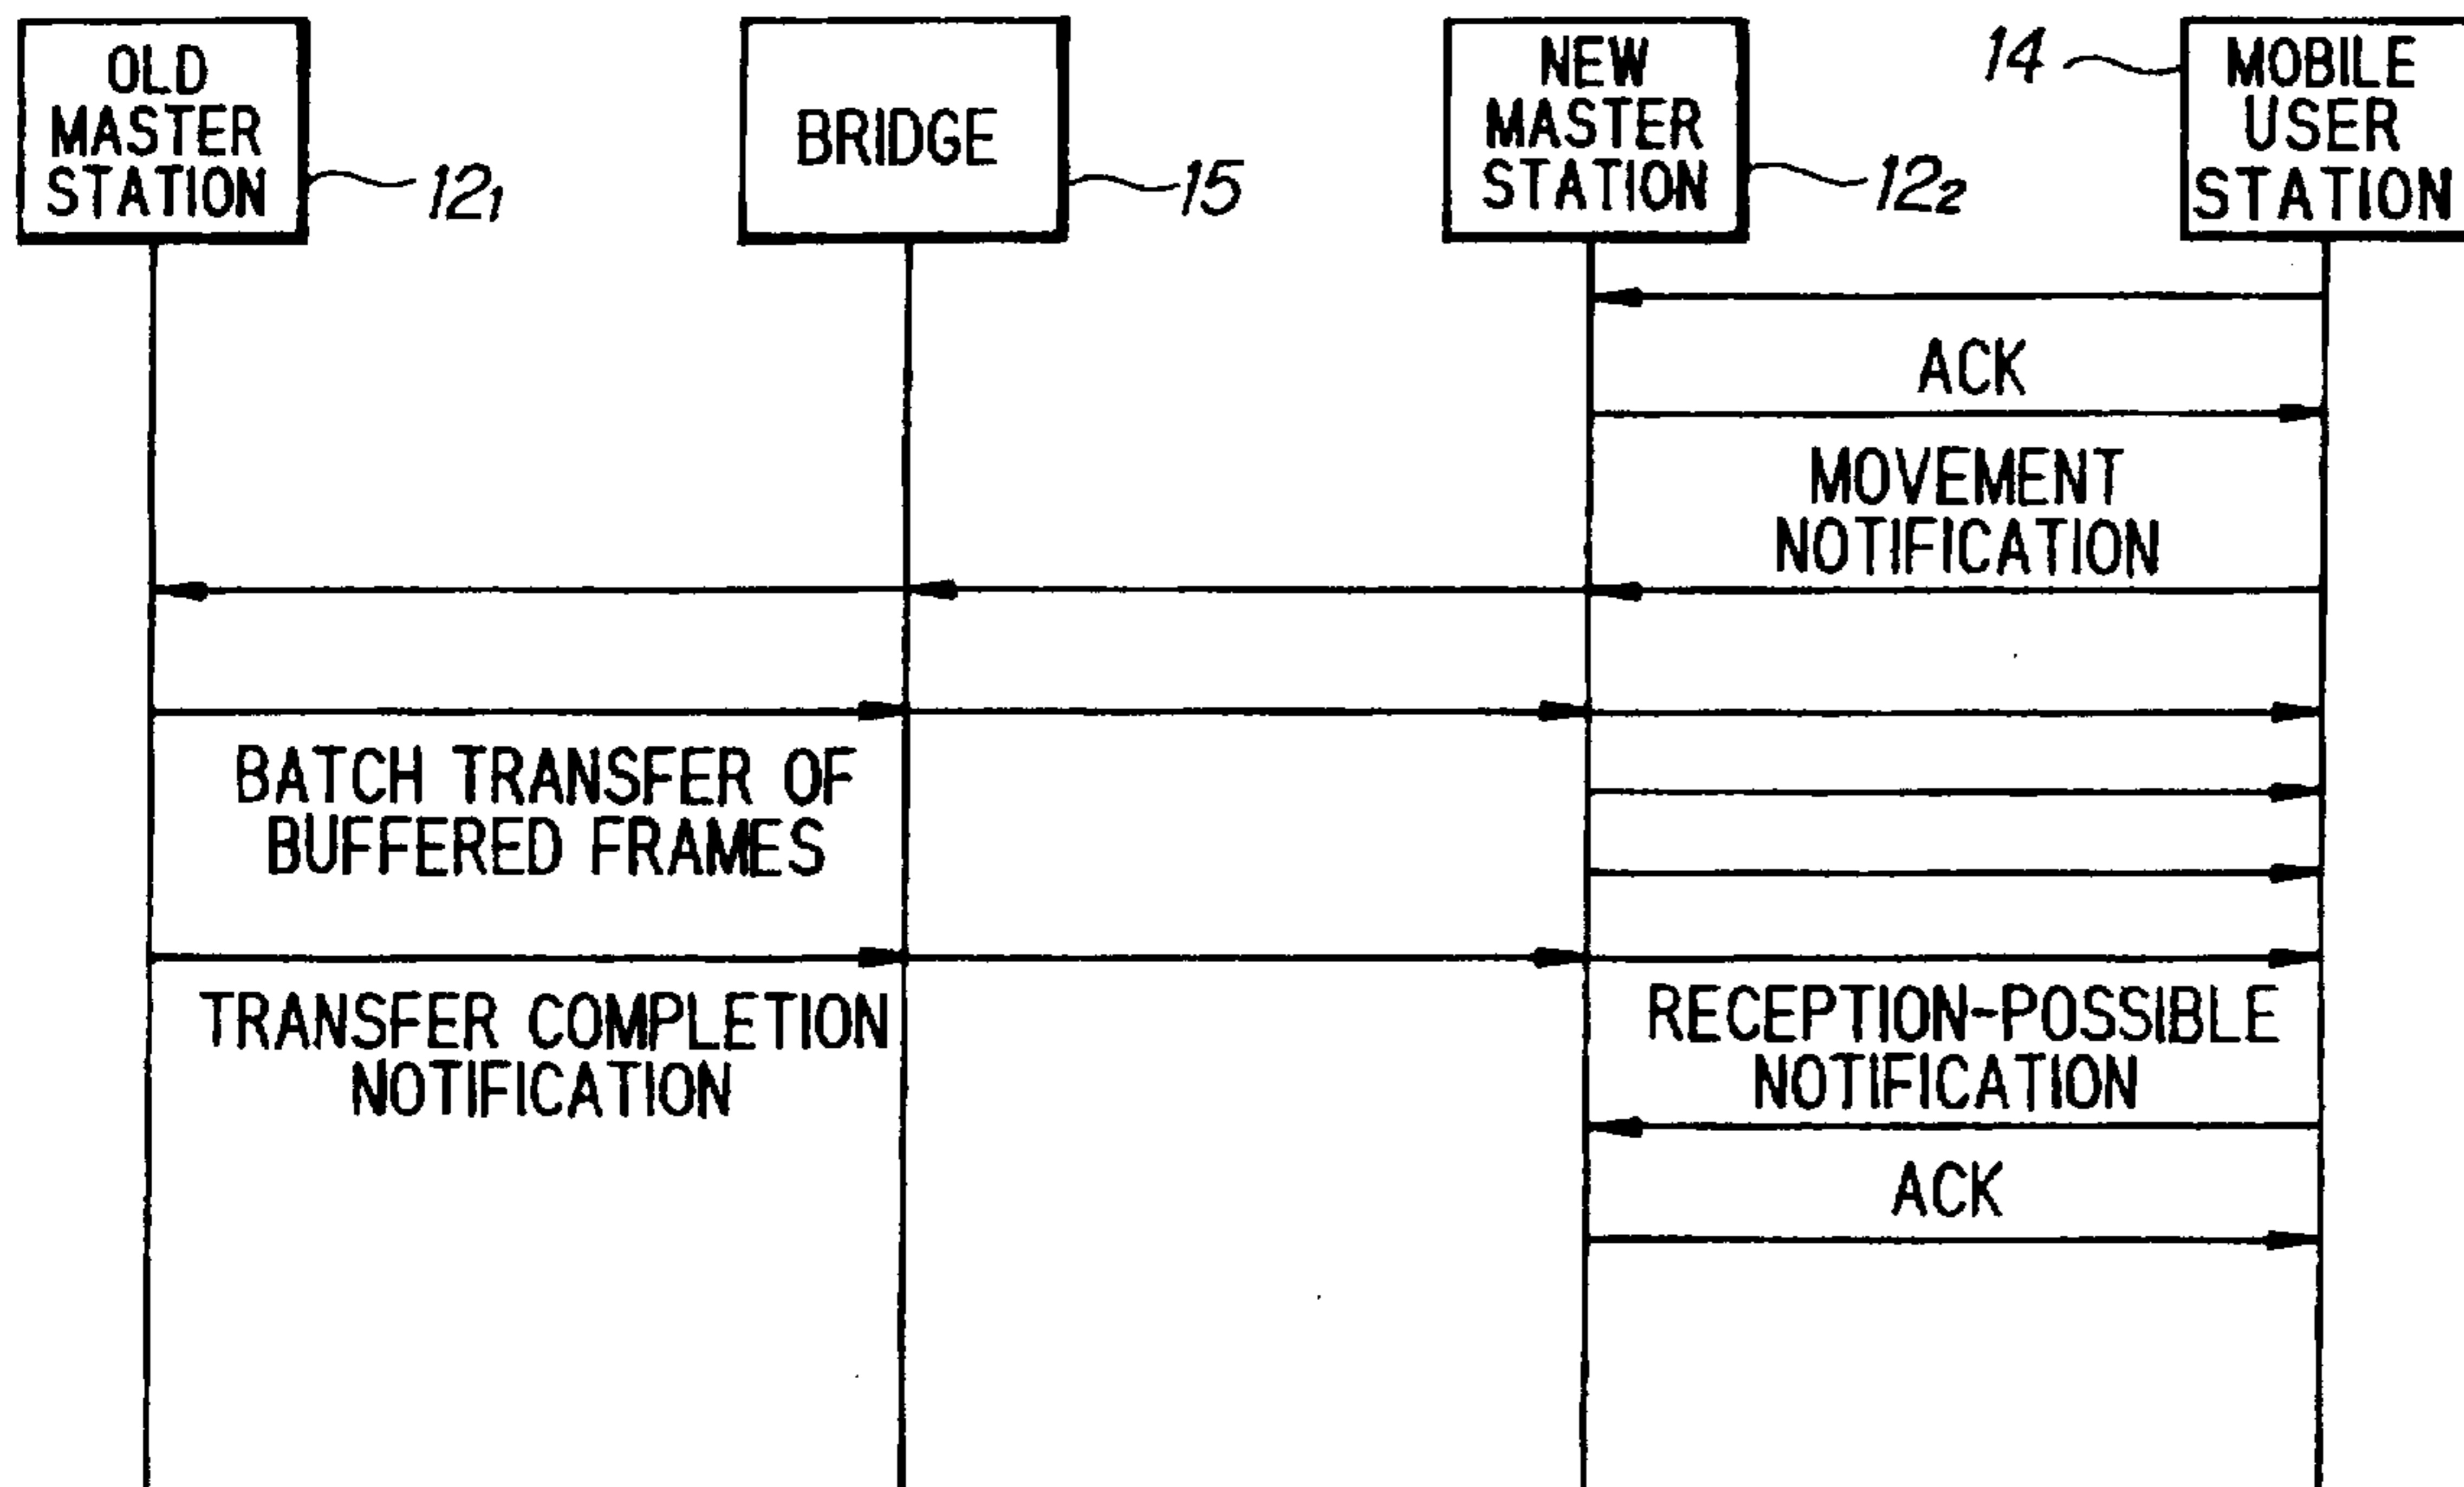 OLD
MASTER
STATION
12₁
BRIDGE
15
NEW
MASTER
STATION
12₂
14
MOBILE
USER
STATION
ACK
MOVEMENT
NOTIFICATION
BATCH TRANSFER OF
BUFFERED FRAMES
TRANSFER COMPLETION
NOTIFICATION
RECEPTION-POSSIBLE
NOTIFICATION
ACK